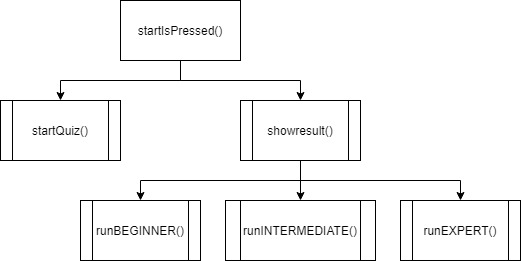 startIsPressed()
startQuiz()
showresult()
runBEGINNER()
runINTERMEDIATE()
runEXPERT()